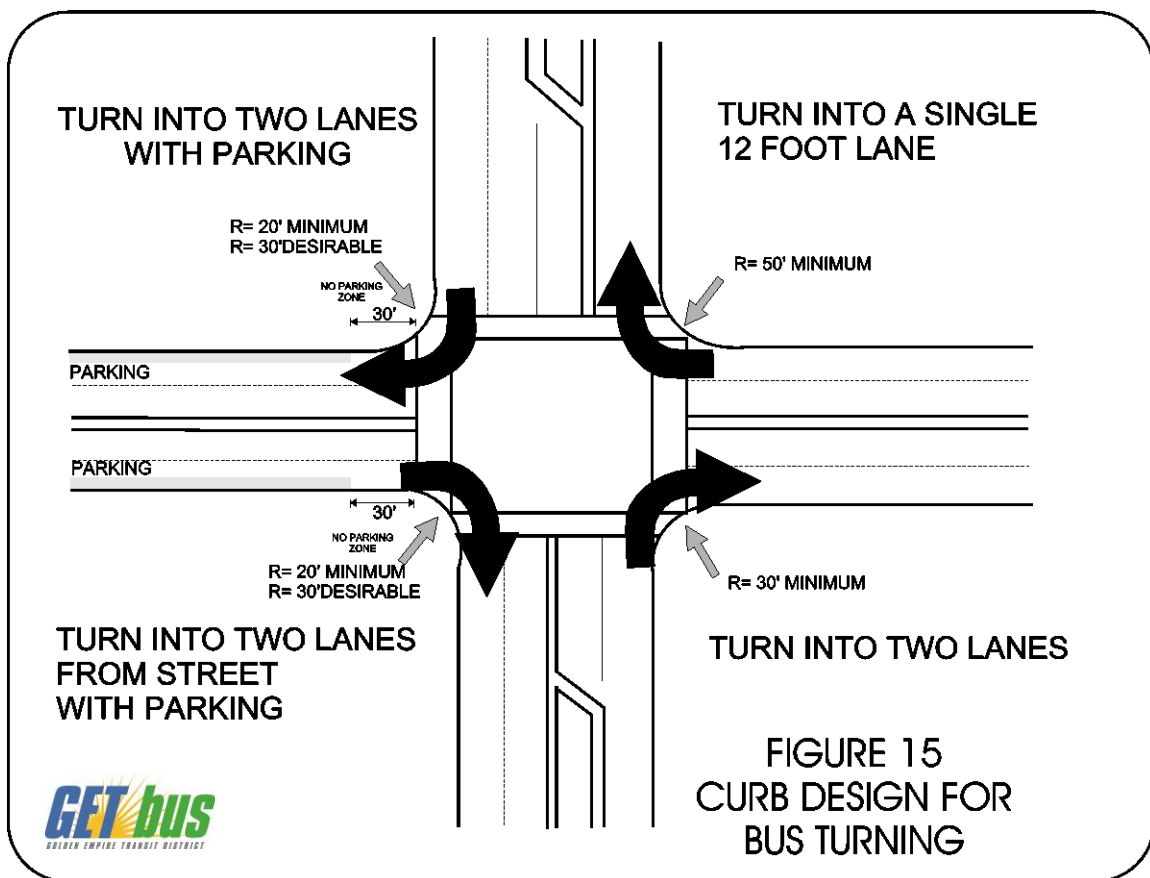 TURN INTO TWO LANES
WITH PARKING
TURN INTO A SINGLE
12 FOOT LANE
R= 20' MINIMUM
R= 30'DESIRABLE
R= 50' MINIMUM
NO PARKING
ZONE
30'
PARKING
PARKING
30'
NO PARKING
ZONE
R= 20' MINIMUM
R= 30'DESIRABLE
R= 30' MINIMUM
TURN INTO TWO LANES
FROM STREET
WITH PARKING
TURN INTO TWO LANES
FIGURE 15
CURB DESIGN FOR
BUS TURNING
GET bus
GOLDEN EMPIRE TRANSIT DISTRICT